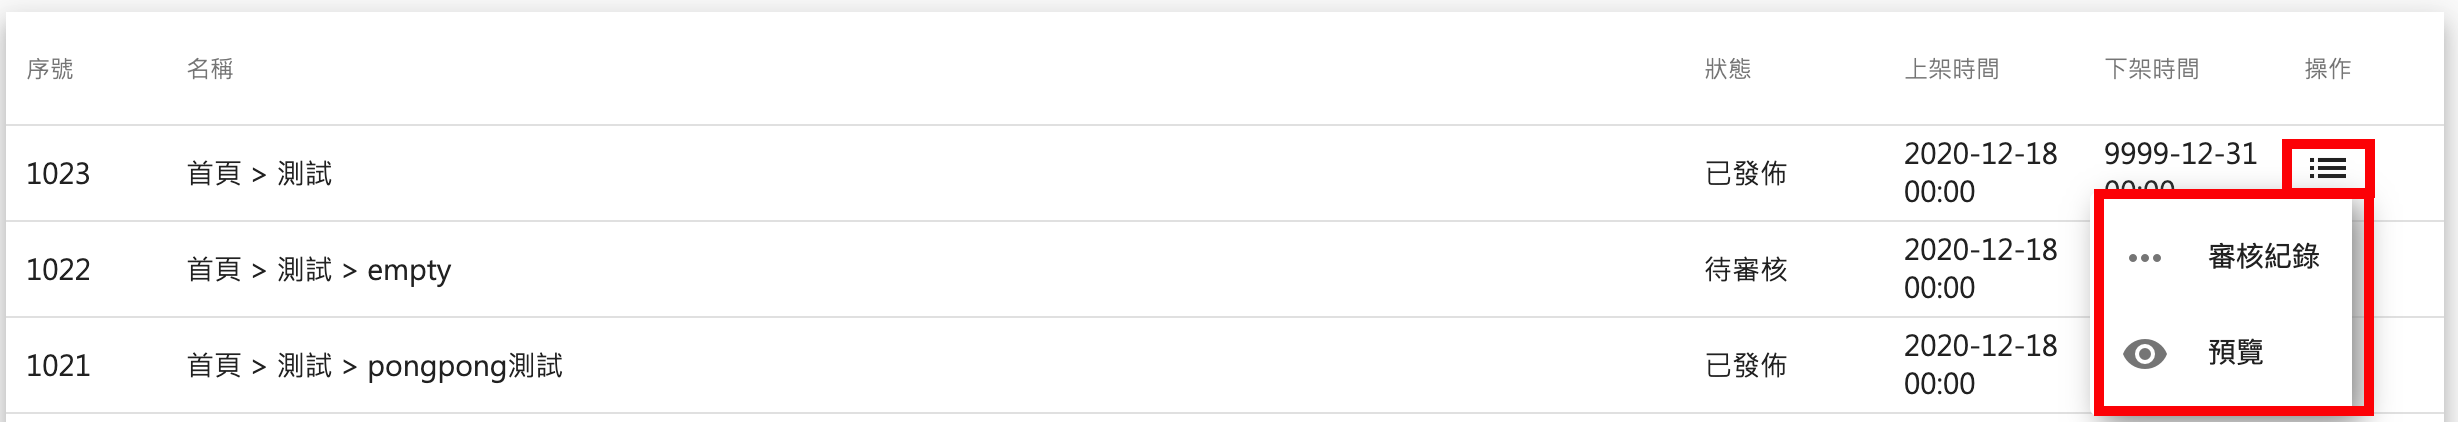 序號 名稱 狀態 上架時間 下架時間 操作
1023 首頁 > 測試 已發佈 2020-12-18 00:00 9999-12-31 00:00
審核紀錄
1022 首頁 > 測試 > empty 待審核 2020-12-18 00:00
預覽
1021 首頁 > 測試 > pongpong測試 已發佈 2020-12-18 00:00